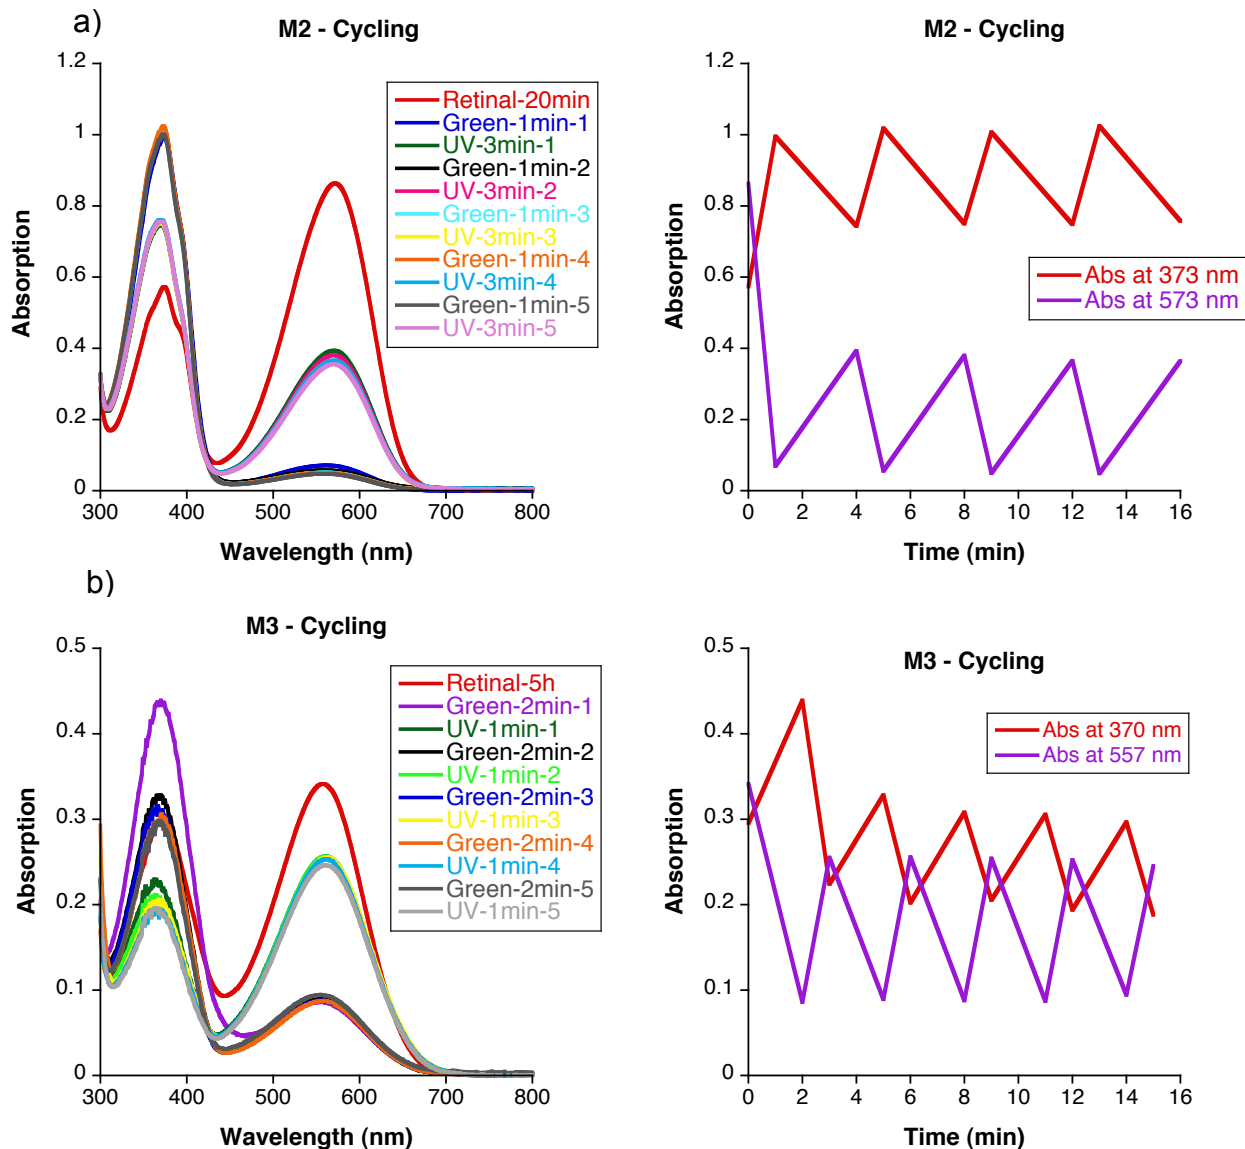 a)
M2 - Cycling
1.2
1
0.8
0.6
0.4
0.2
0
Absorption
300 400 500 600 700 800
Wavelength (nm)
Retinal-20min
Green-1min-1
UV-3min-1
Green-1min-2
UV-3min-2
Green-1min-3
UV-3min-3
Green-1min-4
UV-3min-4
Green-1min-5
UV-3min-5
M2 - Cycling
1.2
1
0.8
0.6
0.4
0.2
0
Absorption
0 2 4 6 8 10 12 14 16
Time (min)
Abs at 373 nm
Abs at 573 nm
b)
M3 - Cycling
0.5
0.4
0.3
0.2
0.1
0
Absorption
300 400 500 600 700 800
Wavelength (nm)
Retinal-5h
Green-2min-1
UV-1min-1
Green-2min-2
UV-1min-2
Green-2min-3
UV-1min-3
Green-2min-4
UV-1min-4
Green-2min-5
UV-1min-5
M3 - Cycling
0.5
0.4
0.3
0.2
0.1
0
Absorption
0 2 4 6 8 10 12 14 16
Time (min)
Abs at 370 nm
Abs at 557 nm